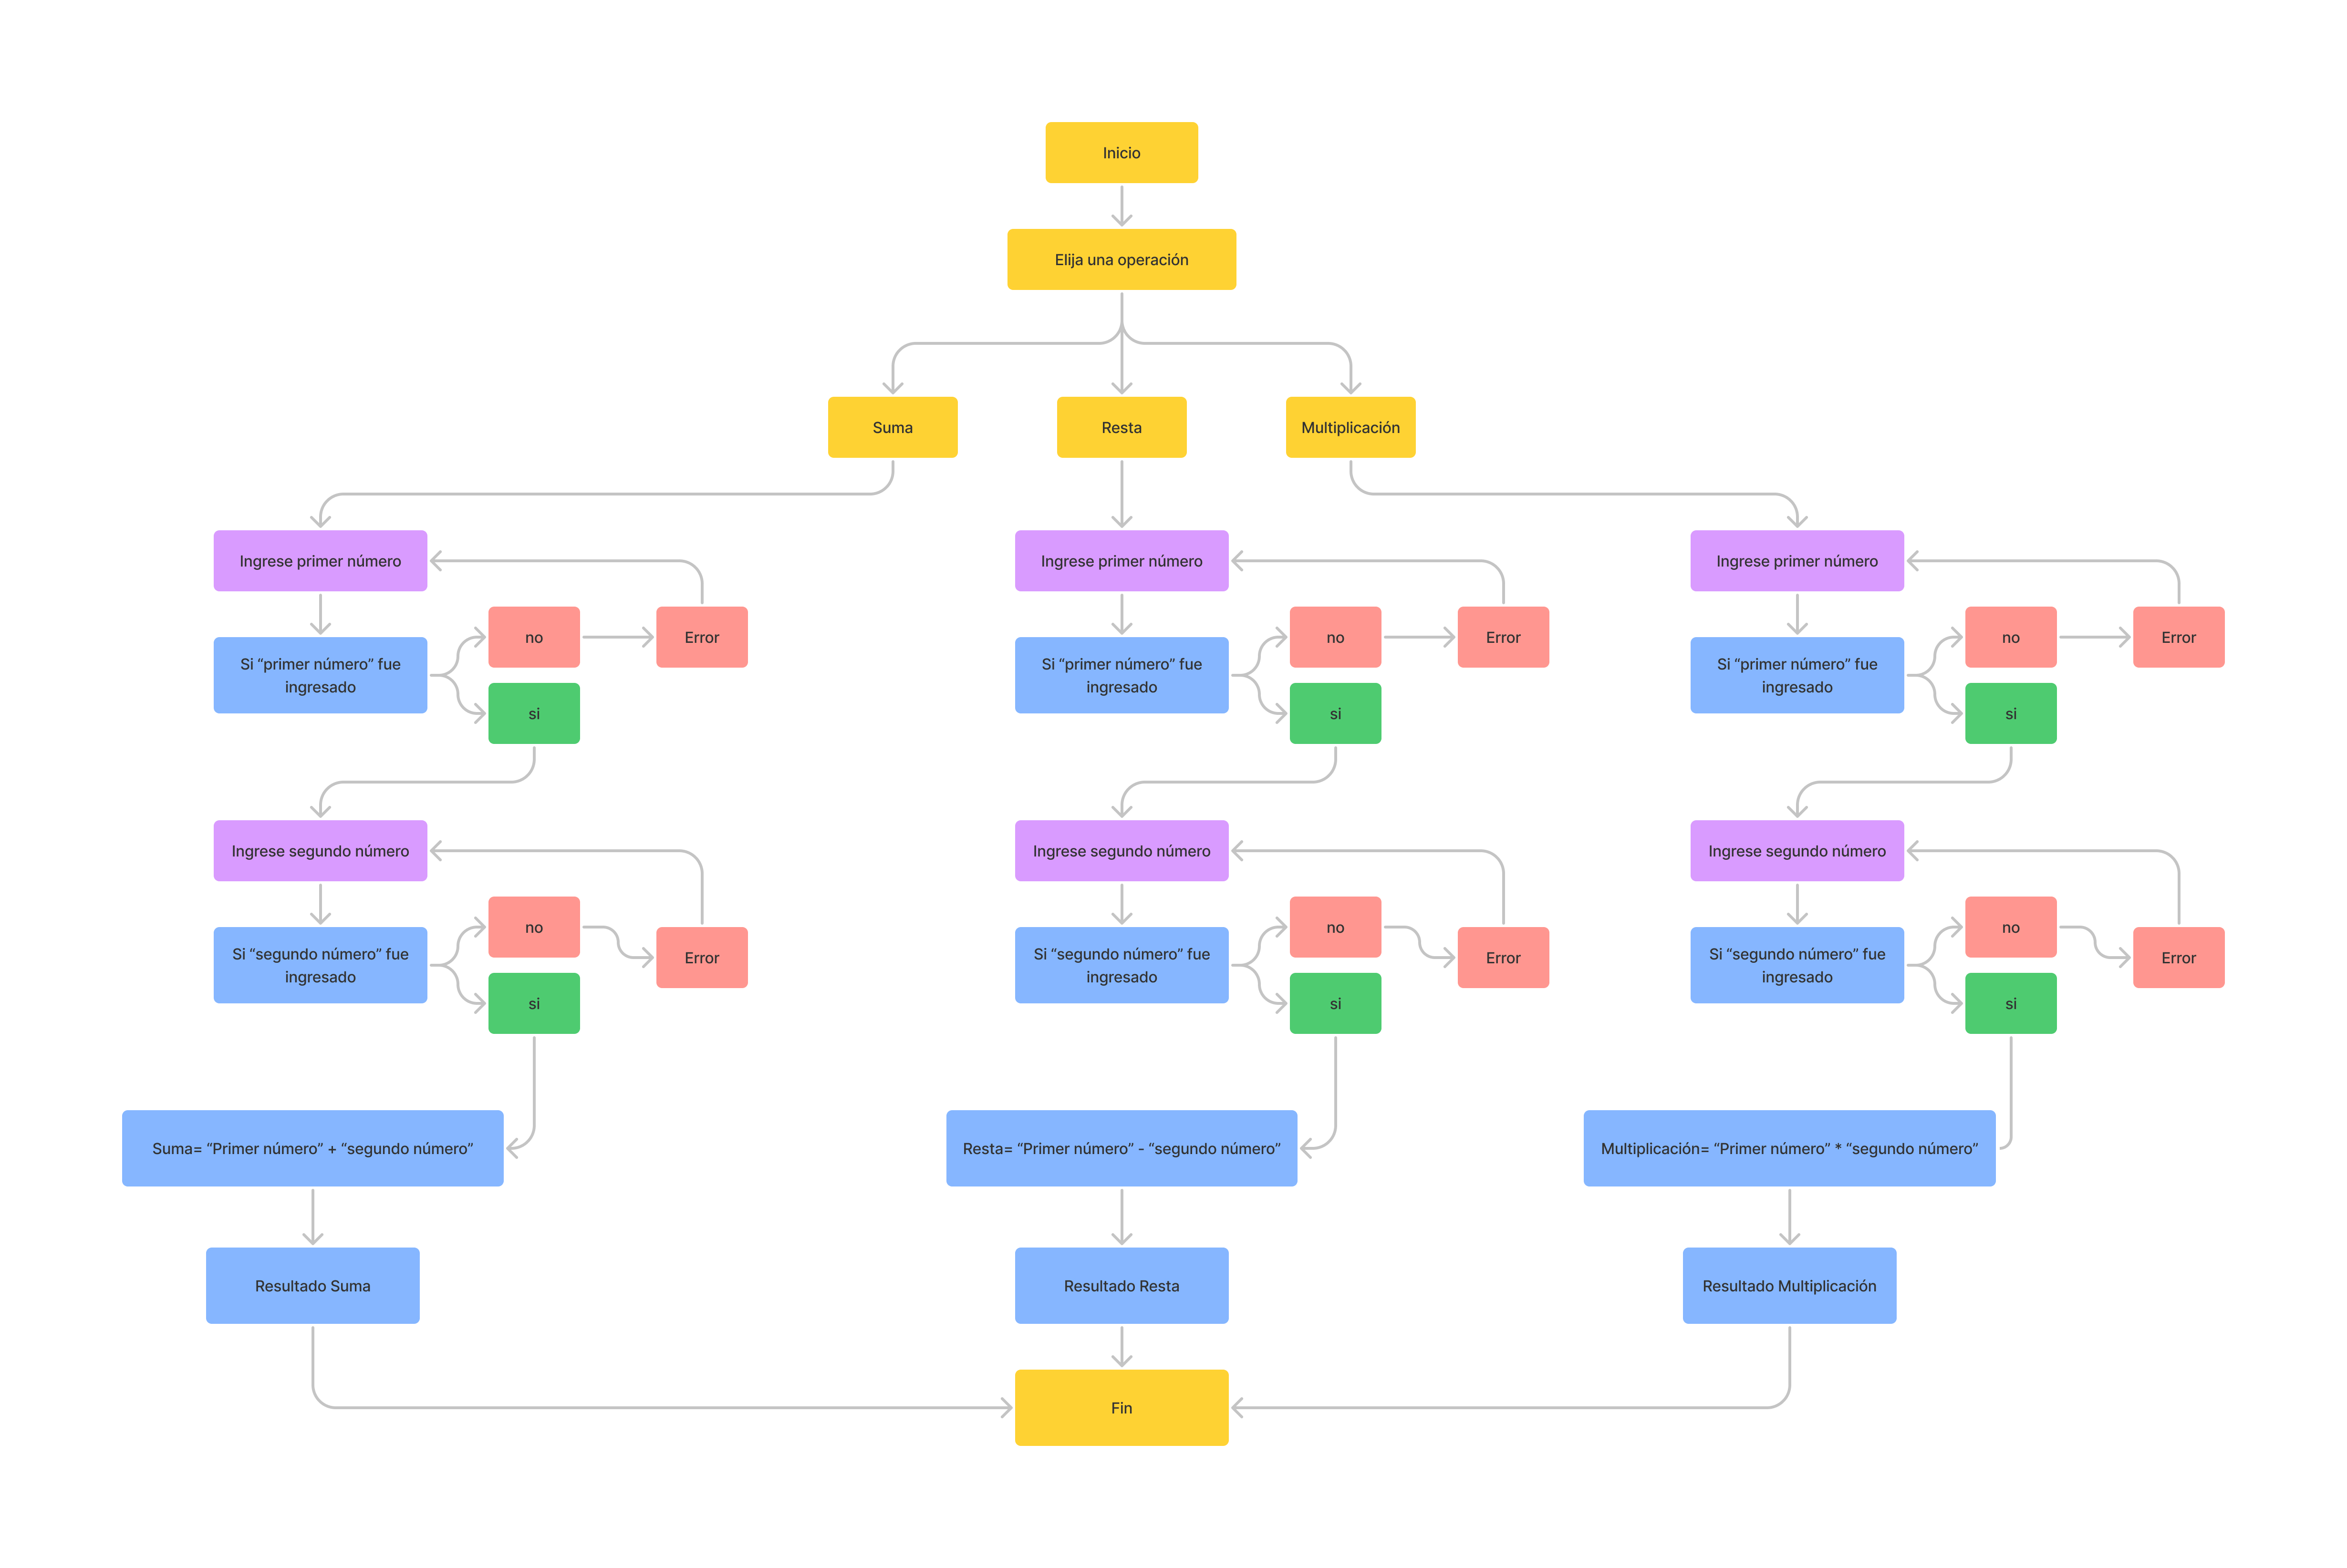 Inicio
Elija una operación
Suma
Resta
Multiplicación
Ingrese primer número
Ingrese primer número
Ingrese primer número
no
Error
no
Error
no
Error
Si “primer número” fue
ingresado
Si “primer número” fue
ingresado
Si “primer número” fue
ingresado
si
si
si
Ingrese segundo número
Ingrese segundo número
Ingrese segundo número
no
no
no
Si “segundo número” fue
ingresado
Error
Si “segundo número” fue
ingresado
Error
Si “segundo número” fue
ingresado
Error
si
si
si
Suma= “Primer número” + “segundo número”
Resta= “Primer número” - “segundo número”
Multiplicación= “Primer número” * “segundo número”
Resultado Suma
Resultado Resta
Resultado Multiplicación
Fin